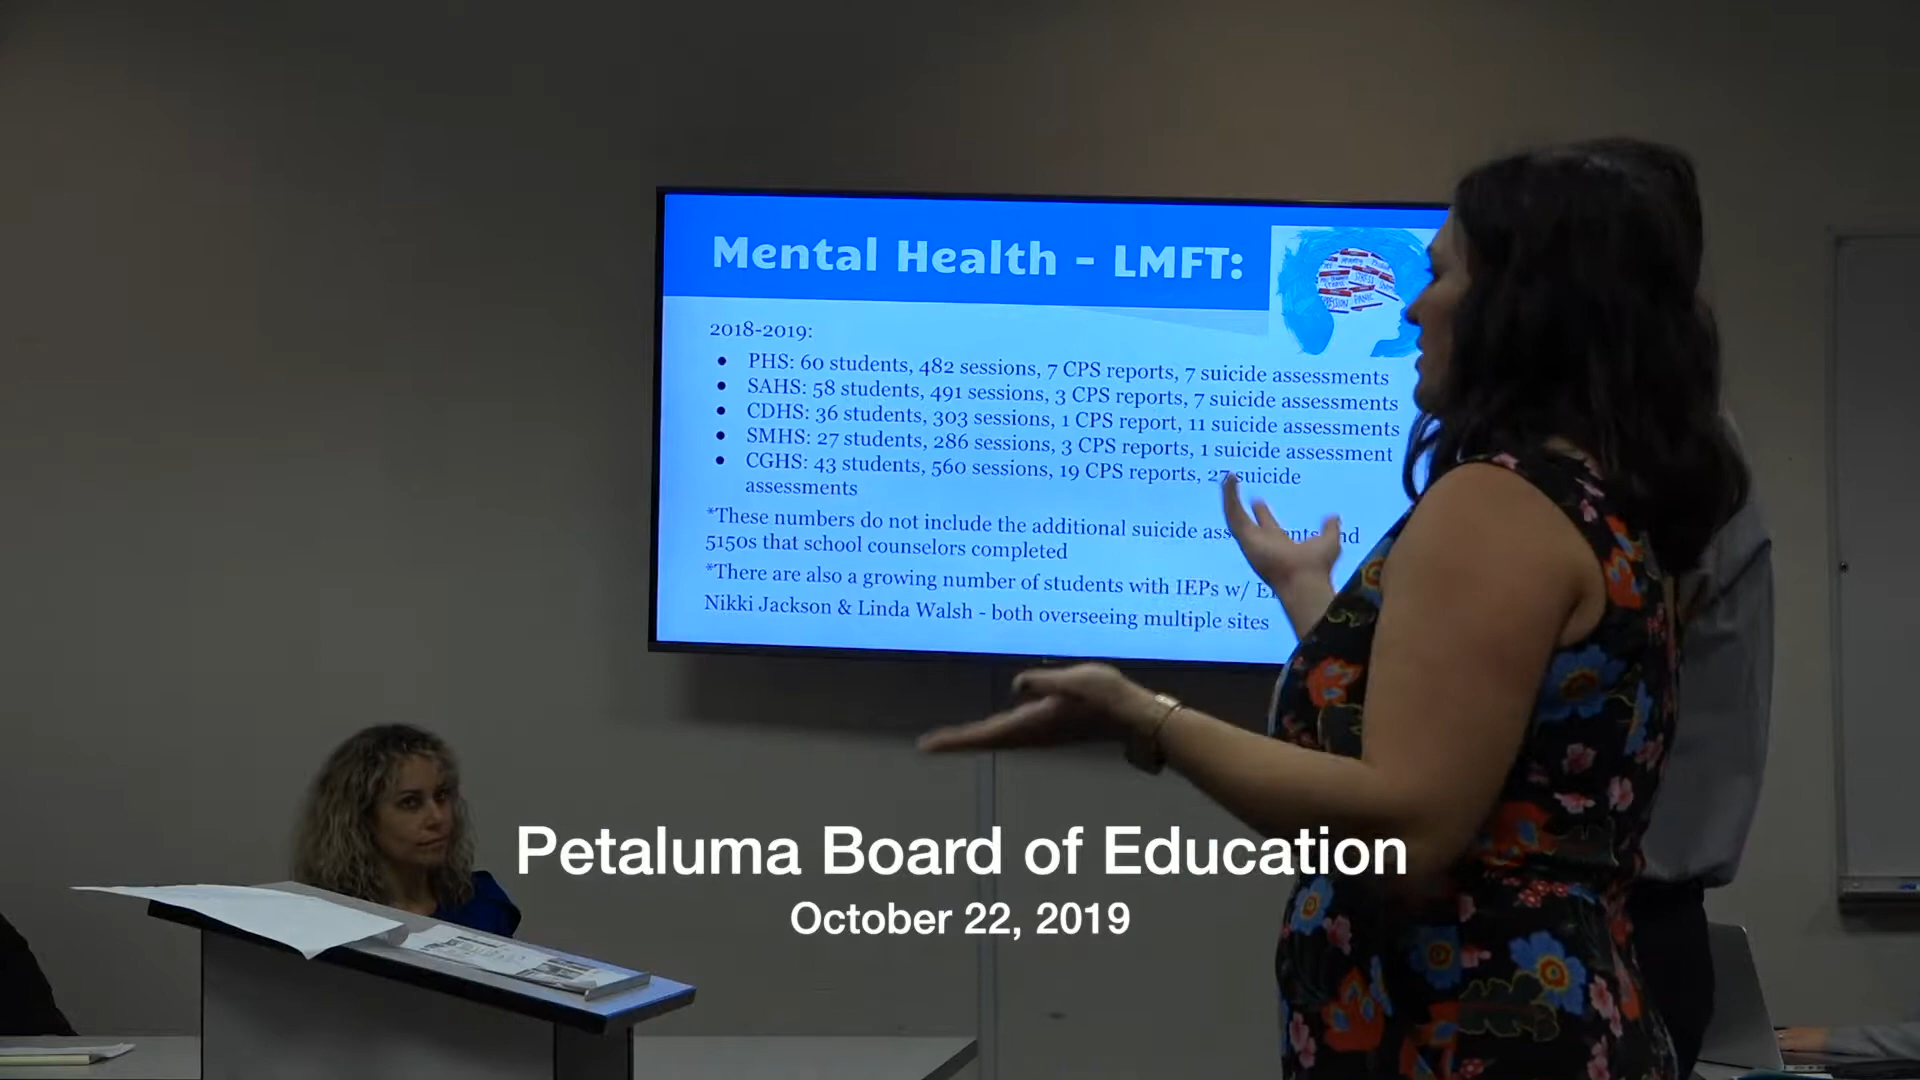 Mental Health - LMFT:
2018-2019:
• PHS: 60 students, 482 sessions, 7 CPS reports, 7 suicide assessments
• SAHS: 58 students, 491 sessions, 3 CPS reports, 7 suicide assessments
• CDHS: 36 students, 303 sessions, 1 CPS report, 11 suicide assessments
• SMHS: 27 students, 286 sessions, 3 CPS reports, 1 suicide assessment
• CGHS: 43 students, 560 sessions, 19 CPS reports, 27 suicide
assessments
*These numbers do not include the additional suicide
5150s that school counselors completed
*There are also a growing number of students with IEPs w/
Nikki Jackson & Linda Walsh - both overseeing multiple sites
Petaluma Board of Education
October 22, 2019